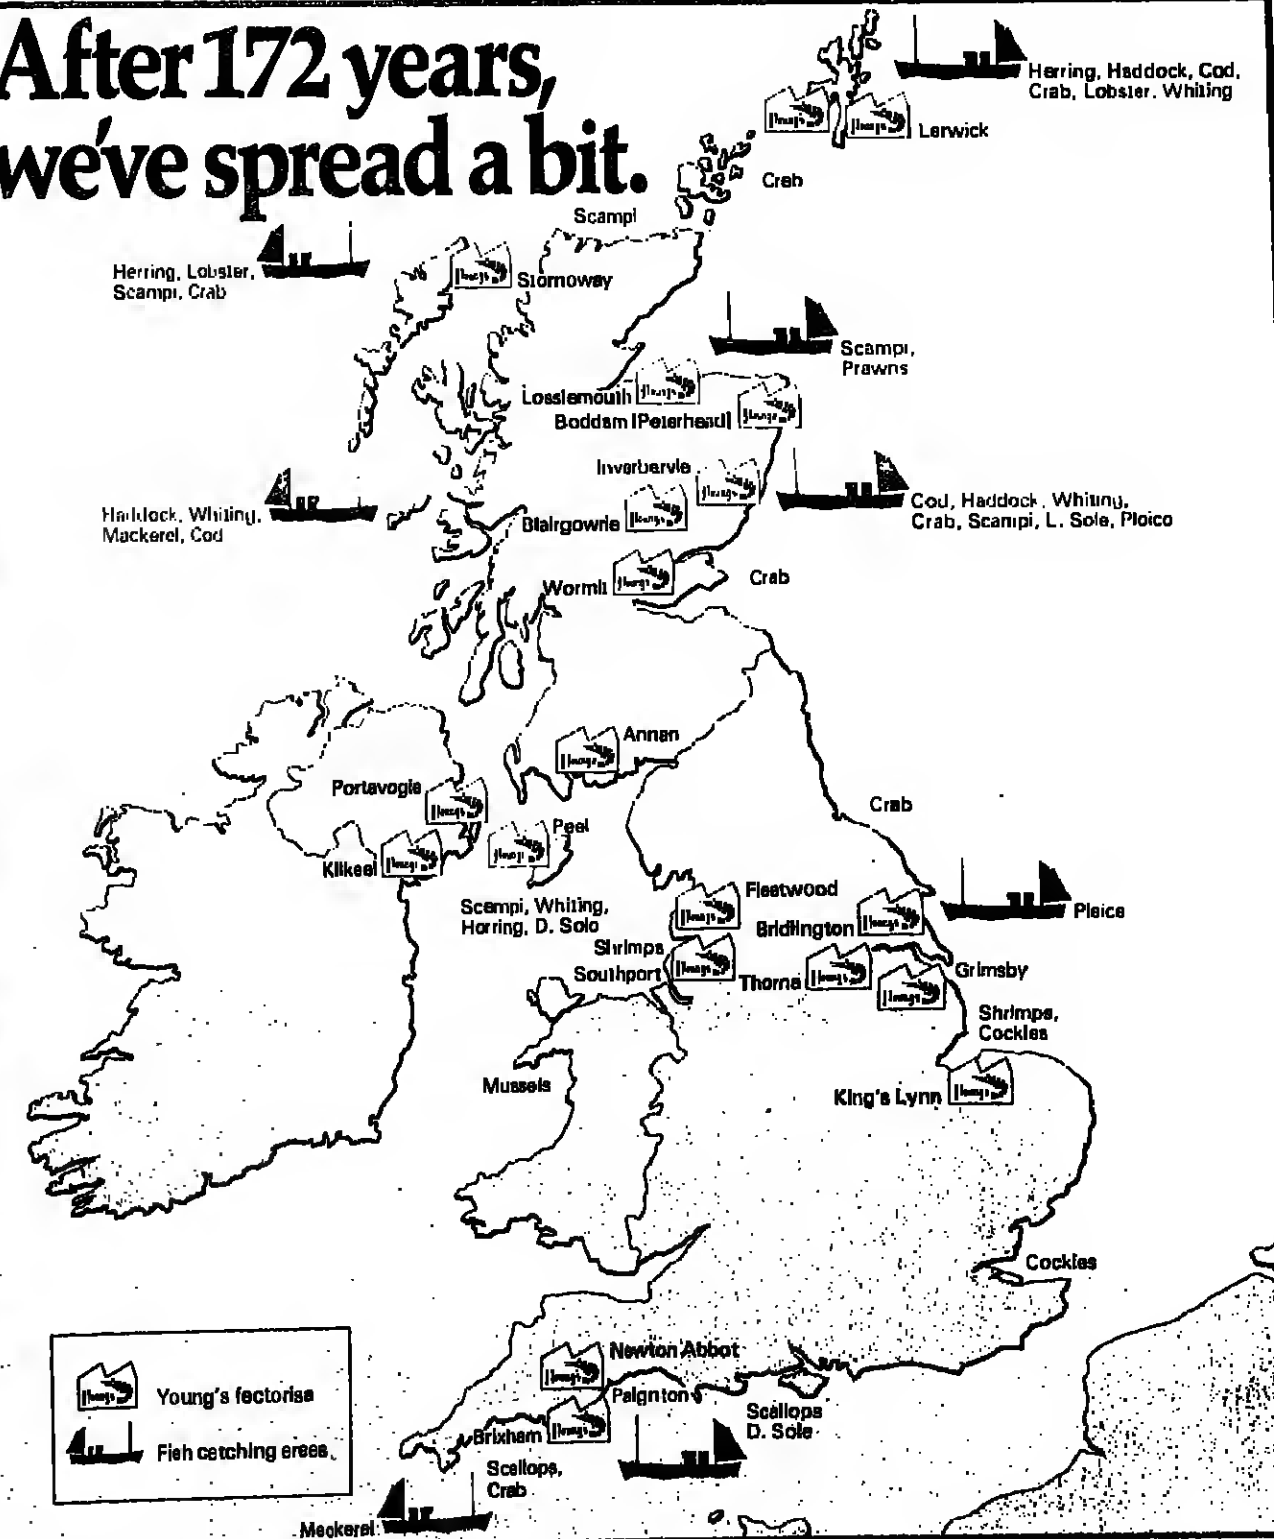 After 172 years,
we've spread a bit.
Herring, Haddock, Cod,
Crab, Lobster, Whiting
Lerwick
Crab
Scampi
Herring, Lobster,
Scampi, Crab
Stornoway
Scampi,
Prawns
Lossiemouth
Boddam (Peterhead)
Inverbervie
Haddock, Whiting,
Mackerel, Cod
Cod, Haddock, Whiting,
Crab, Scampi, L. Sole, Plaice
Blairgowrie
Wormit
Crab
Annan
Portavogie
Crab
Peel
Kilkeel
Scampi, Whiting,
Herring, D. Sole
Fleetwood
Bridlington
Plaice
Shrimps
Southport
Thorne
Grimsby
Shrimps,
Cockles
Mussels
King's Lynn
Cockles
Newton Abbot
Paignton
Scallops
D. Sole
Brixham
Scallops,
Crab
Mackerel
Young's factories
Fish catching areas